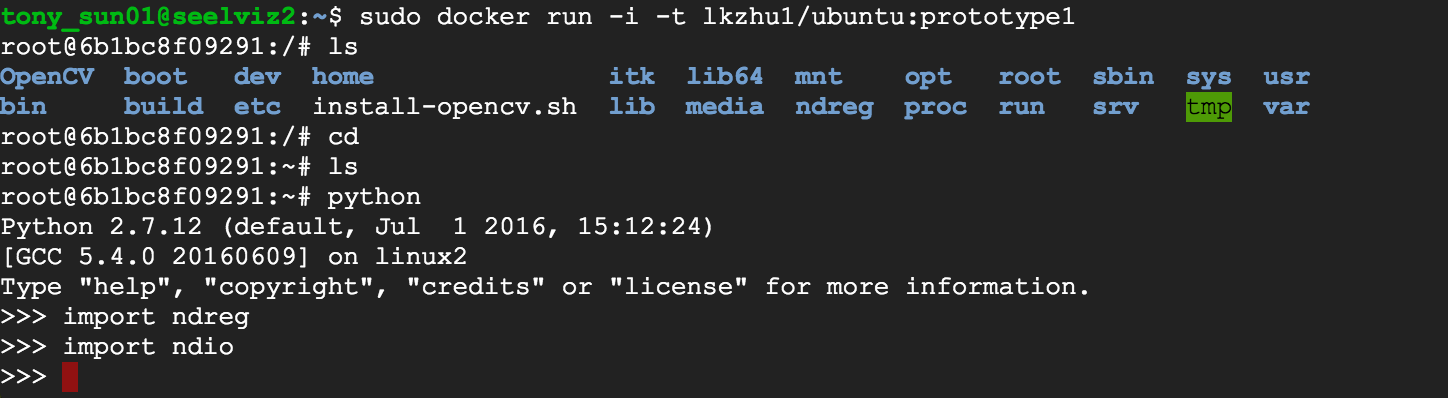 tony_sun01@seelviz2:~$ sudo docker run -i -t lkzhu1/ubuntu:prototype1
root@6b1bc8f09291:/# ls
OpenCV  boot   dev  home               itk  lib64  mnt    opt   root  sbin  sys  usr
bin     build  etc  install-opencv.sh  lib  media  ndreg  proc  run   srv   tmp  var
root@6b1bc8f09291:/# cd
root@6b1bc8f09291:~# ls
root@6b1bc8f09291:~# python
Python 2.7.12 (default, Jul  1 2016, 15:12:24)
[GCC 5.4.0 20160609] on linux2
Type "help", "copyright", "credits" or "license" for more information.
>>> import ndreg
>>> import ndio
>>>